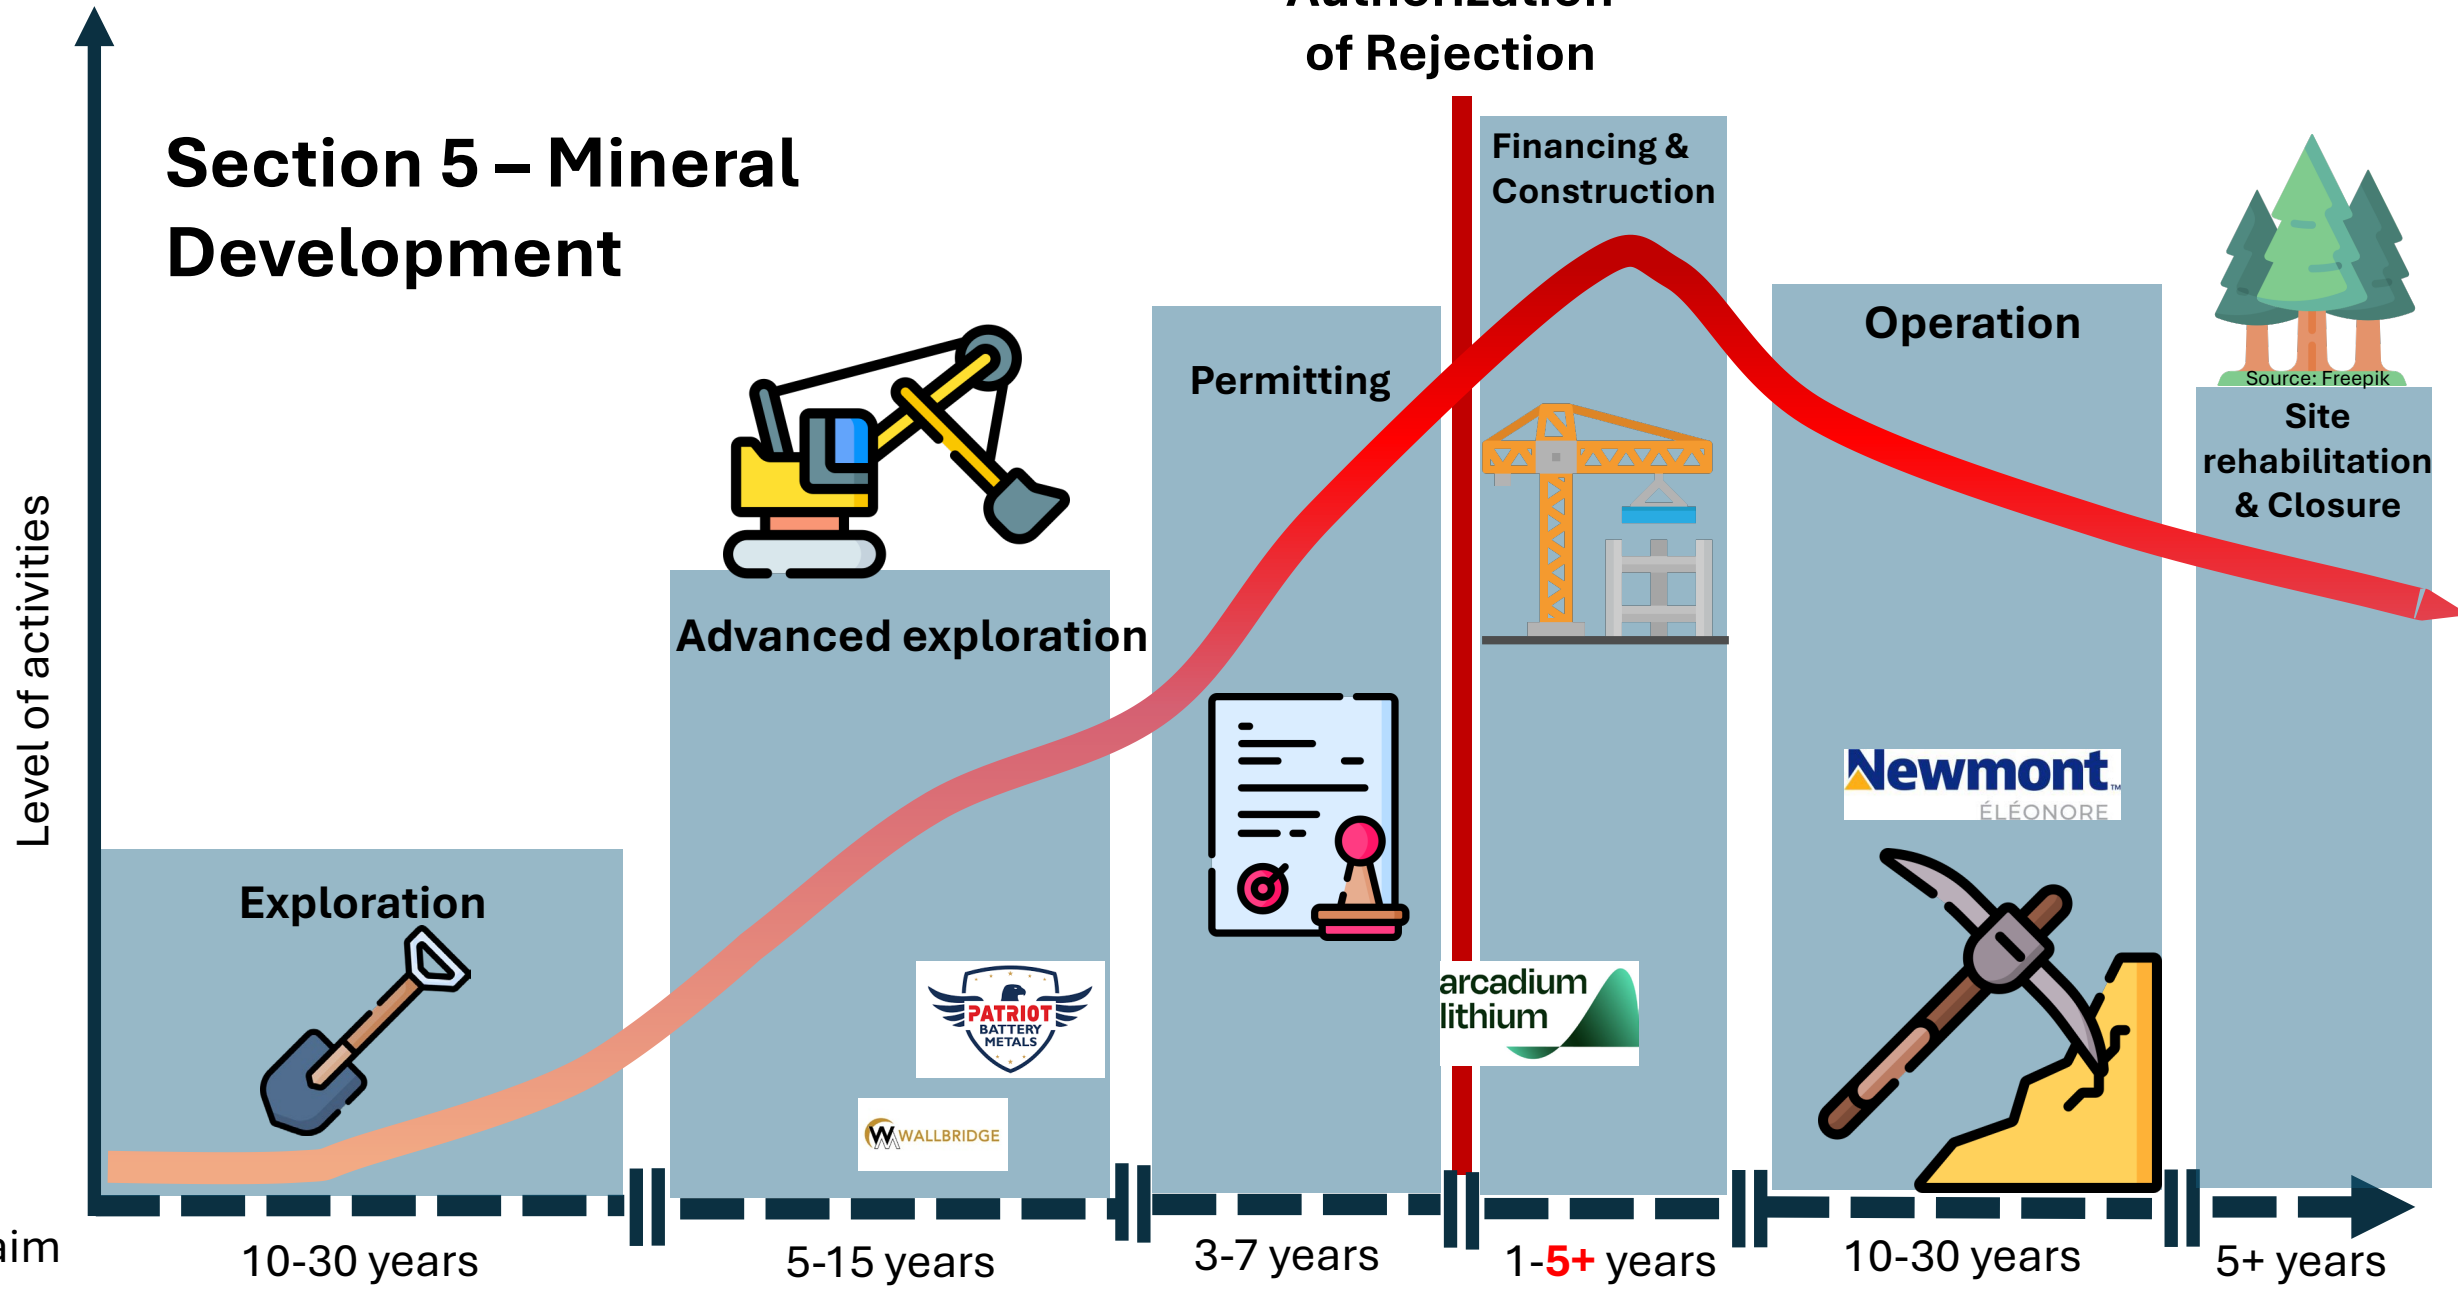 of Rejection
Section 5 – Mineral
Development
Financing &
Construction
Operation
Permitting
Source: Freepik
Site
rehabilitation
& Closure
Advanced exploration
Level of activities
Exploration
Newmont™
ÉLÉONORE
PATRIOT
BATTERY
METALS
arcadium
lithium
WALLBRIDGE
10-30 years
5-15 years
3-7 years
1-5+ years
10-30 years
5+ years